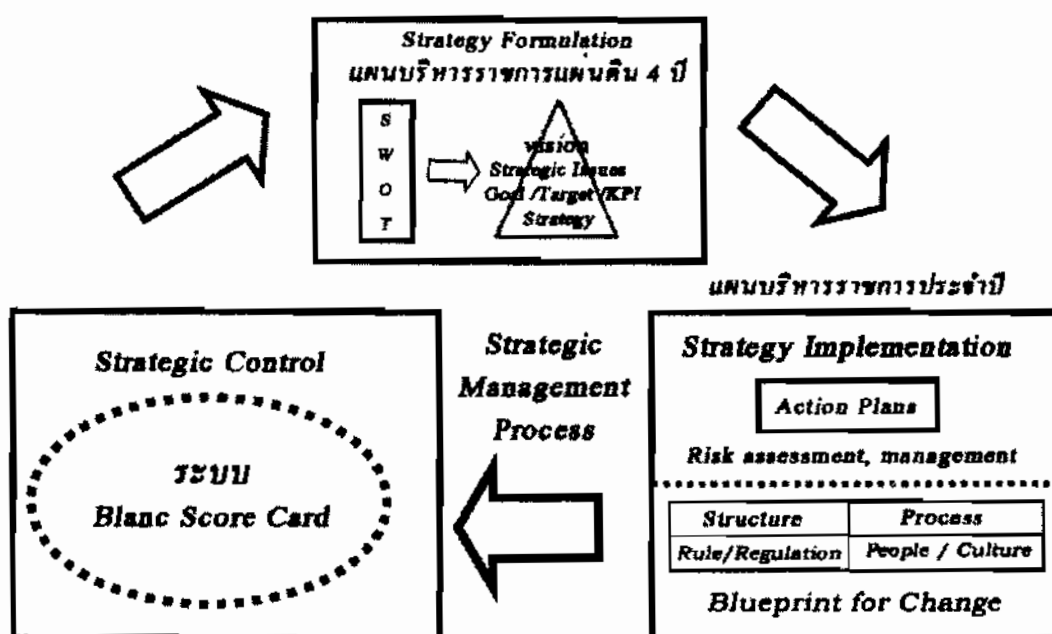 Strategy Formulation
แผนบริหารราชการแผ่นดิน 4 ปี
S
W
O
T
vision
Strategic Issues
Goal /Target /KPI
Strategy
แผนบริหารราชการประจำปี
Strategic Control
ระบบ
Blanc Score Card
Strategic
Management
Process
Strategy Implementation
Action Plans
Risk assessment, management
Structure Process
Rule/Regulation People / Culture
Blueprint for Change